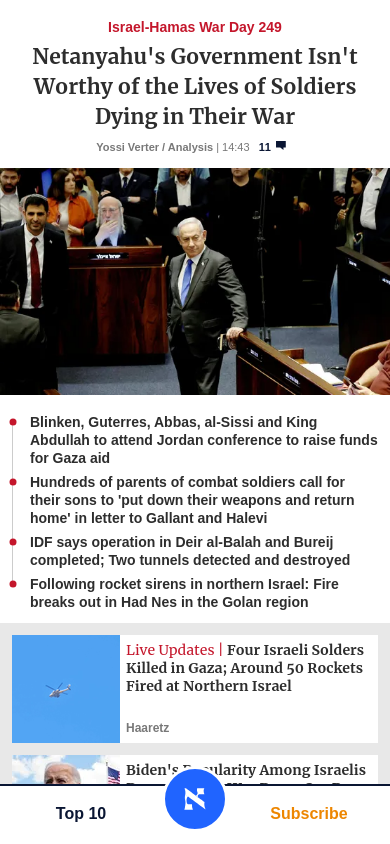 Israel-Hamas War Day 249
Netanyahu's Government Isn't
Worthy of the Lives of Soldiers
Dying in Their War
Yossi Verter / Analysis | 14:43 11
Blinken, Guterres, Abbas, al-Sissi and King
Abdullah to attend Jordan conference to raise funds
for Gaza aid
Hundreds of parents of combat soldiers call for
their sons to 'put down their weapons and return
home' in letter to Gallant and Halevi
IDF says operation in Deir al-Balah and Bureij
completed; Two tunnels detected and destroyed
Following rocket sirens in northern Israel: Fire
breaks out in Had Nes in the Golan region
Live Updates | Four Israeli Soldiers
Killed in Gaza; Around 50 Rockets
Fired at Northern Israel
Haaretz
Biden's Popularity Among Israelis
Top 10
Subscribe